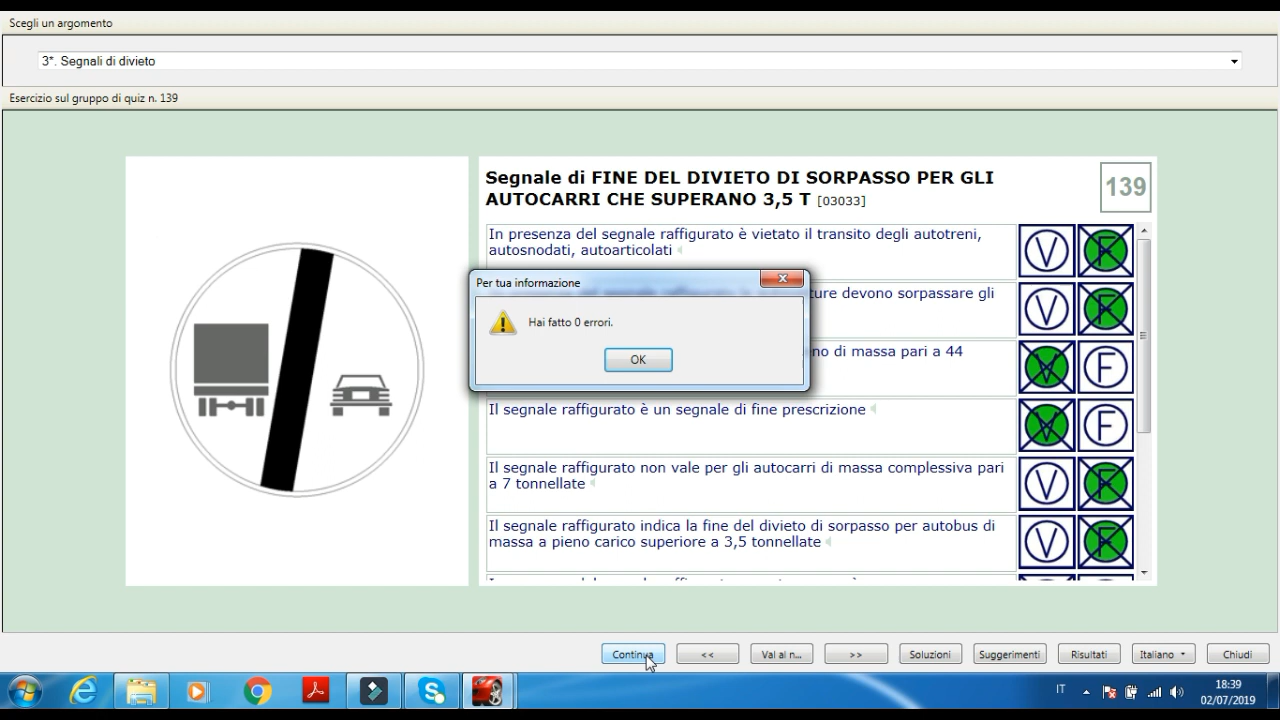 Scegli un argomento
3*. Segnali di divieto
Esercizio sul gruppo di quiz n. 139
Segnale di FINE DEL DIVIETO DI SORPASSO PER GLI
AUTOCARRI CHE SUPERANO 3,5 T [03033]
139
In presenza del segnale raffigurato è vietato il transito degli autotreni,
autosnodati, autoarticolati
V F
Per tua informazione
ture devono sorpassare gli
V F
Hai fatto 0 errori.
OK
no di massa pari a 44
V F
Il segnale raffigurato è un segnale di fine prescrizione
V F
Il segnale raffigurato non vale per gli autocarri di massa complessiva pari
a 7 tonnellate
V F
Il segnale raffigurato indica la fine del divieto di sorpasso per autobus di
massa a pieno carico superiore a 3,5 tonnellate
V F
Continua << Vai al n... >> Soluzioni Suggerimenti Risultati Italiano Chiudi
IT
18:39
02/07/2019